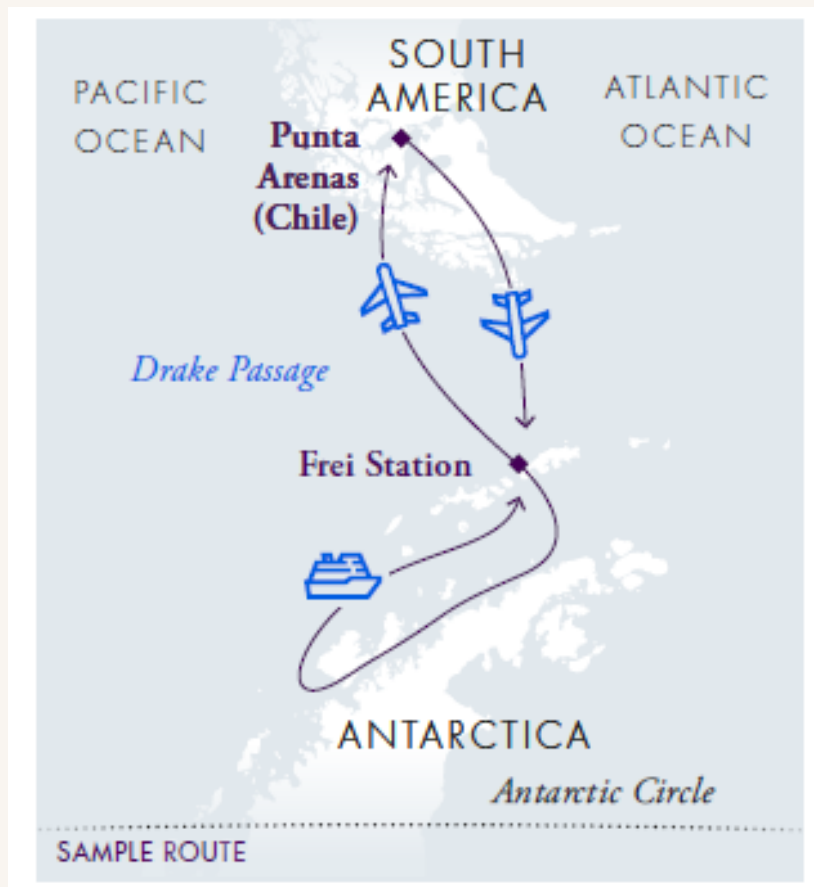 SOUTH
AMERICA
PACIFIC
OCEAN
ATLANTIC
OCEAN
Punta
Arenas
(Chile)
Drake Passage
Frei Station
ANTARCTICA
Antarctic Circle
SAMPLE ROUTE